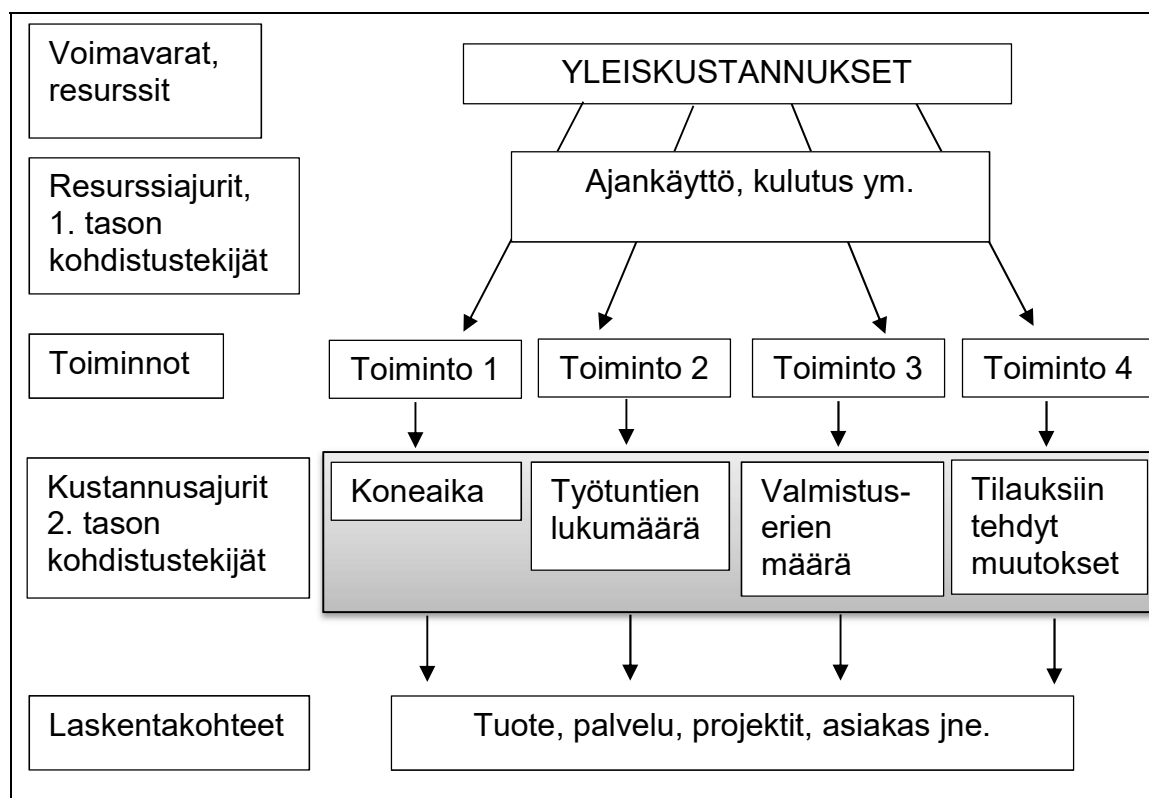 Voimavarat,
resurssit
YLEISKUSTANNUKSET
Resurssiajurit,
1. tason
kohdistustekijät
Ajankäyttö, kulutus ym.
Toiminnot
Toiminto 1
Toiminto 2
Toiminto 3
Toiminto 4
Kustannusajurit
2. tason
kohdistustekijät
Koneaika
Työtuntien
lukumäärä
Valmistus-
erien
määrä
Tilauksiin
tehdyt
muutokset
Laskentakohteet
Tuote, palvelu, projektit, asiakas jne.